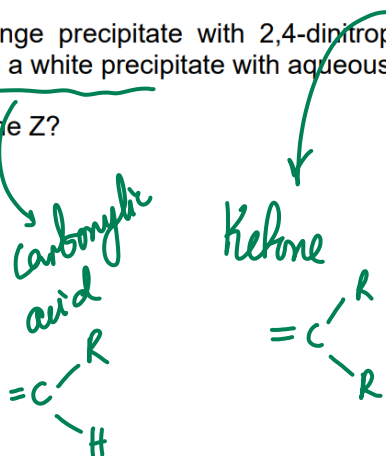 nge precipitate with 2,4-dinitrop
a white precipitate with aqueous
e Z?
carbonylic
acid
Ketone
R
=C
H
R
=C
R